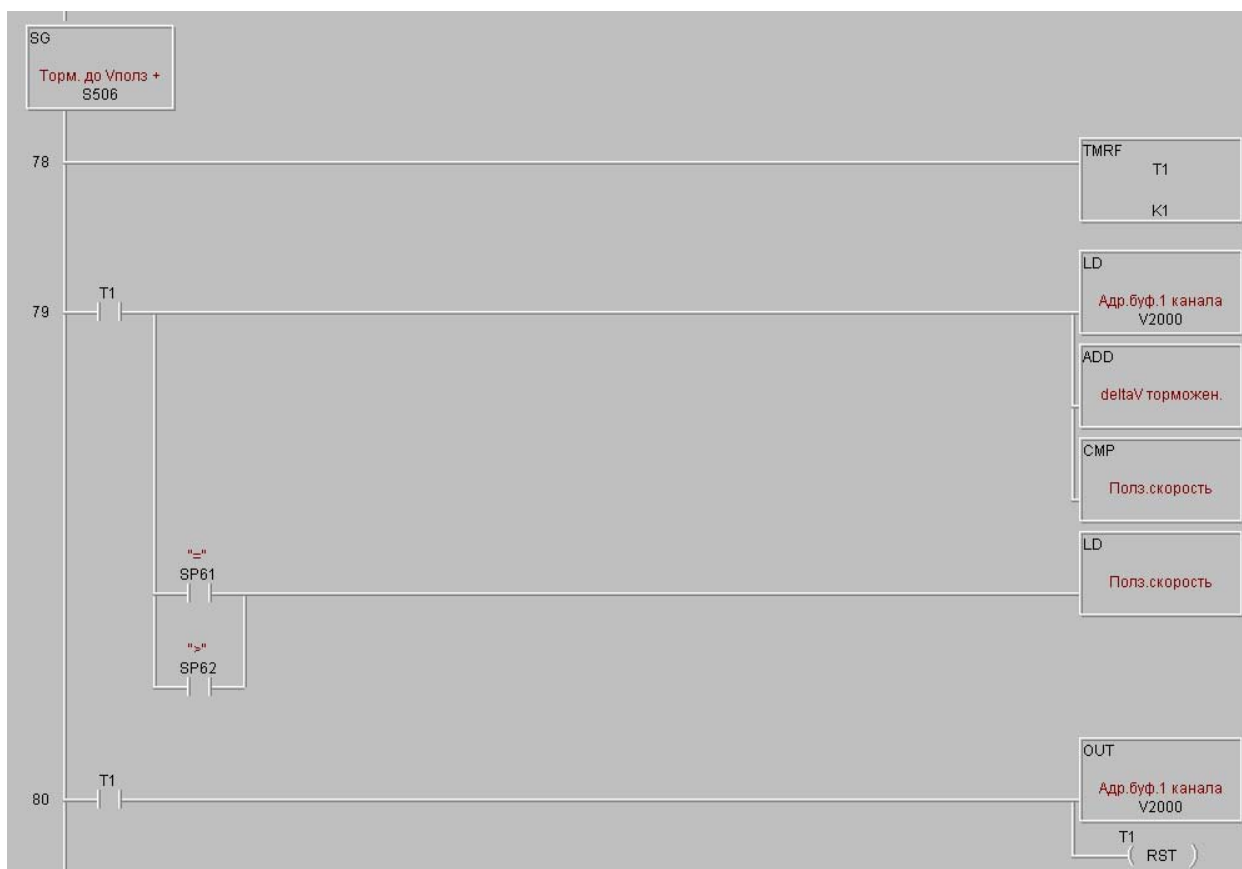 SG
Торм. до Vполз +
S506
78
TMRF
T1
K1
79
T1
LD
Адр.буф.1 канала
V2000
ADD
deltaV торможен.
CMP
Полз.скорость
"="
SP61
LD
Полз.скорость
">"
SP62
80
T1
OUT
Адр.буф.1 канала
V2000
T1
( RST )